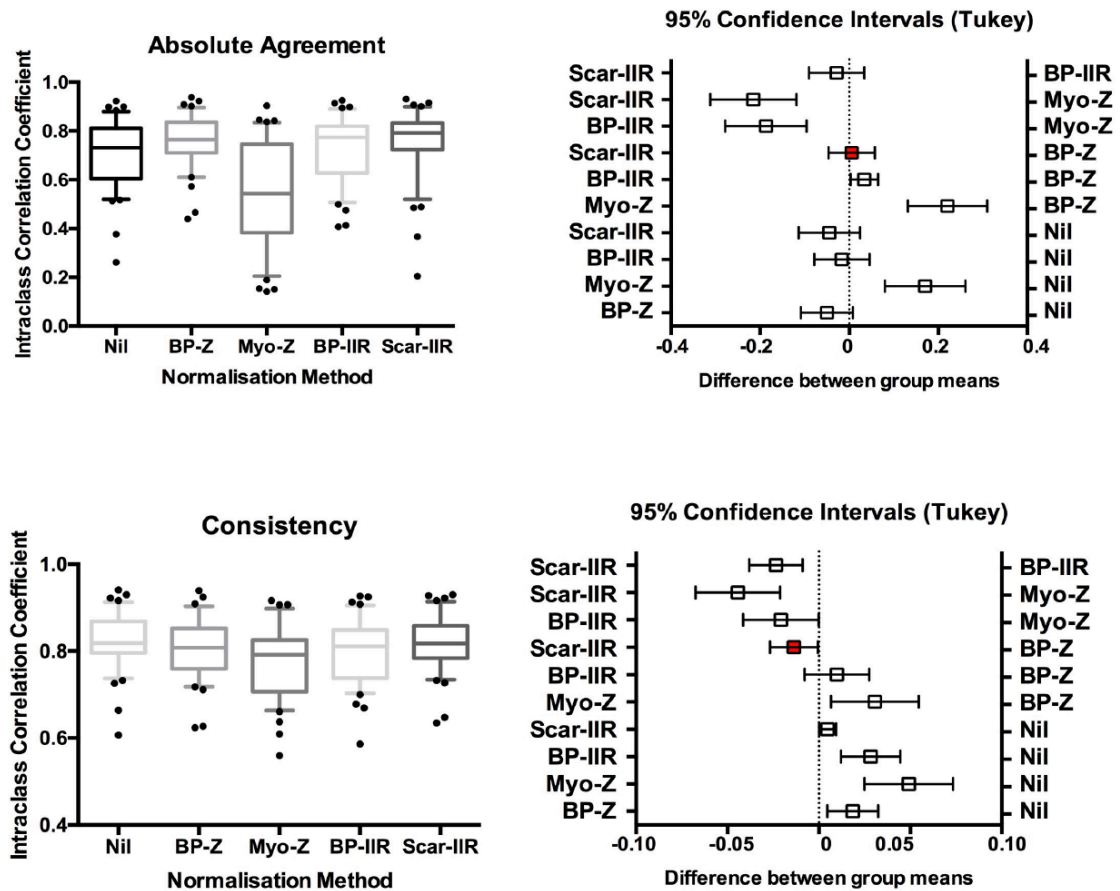 Absolute Agreement
Intraclass Correlation Coefficient
1.0
0.8
0.6
0.4
0.2
0.0
Nil BP-Z Myo-Z BP-IIR Scar-IIR
Normalisation Method
95% Confidence Intervals (Tukey)
Scar-IIR BP-IIR
Scar-IIR Myo-Z
BP-IIR Myo-Z
Scar-IIR BP-Z
BP-IIR BP-Z
Myo-Z BP-Z
Scar-IIR Nil
BP-IIR Nil
Myo-Z Nil
BP-Z Nil
-0.4 -0.2 0 0.2 0.4
Difference between group means
Consistency
Intraclass Correlation Coefficient
1.0
0.8
0.6
0.4
Nil BP-Z Myo-Z BP-IIR Scar-IIR
Normalisation Method
95% Confidence Intervals (Tukey)
Scar-IIR BP-IIR
Scar-IIR Myo-Z
BP-IIR Myo-Z
Scar-IIR BP-Z
BP-IIR BP-Z
Myo-Z BP-Z
Scar-IIR Nil
BP-IIR Nil
Myo-Z Nil
BP-Z Nil
-0.10 -0.05 0 0.05 0.10
Difference between group means